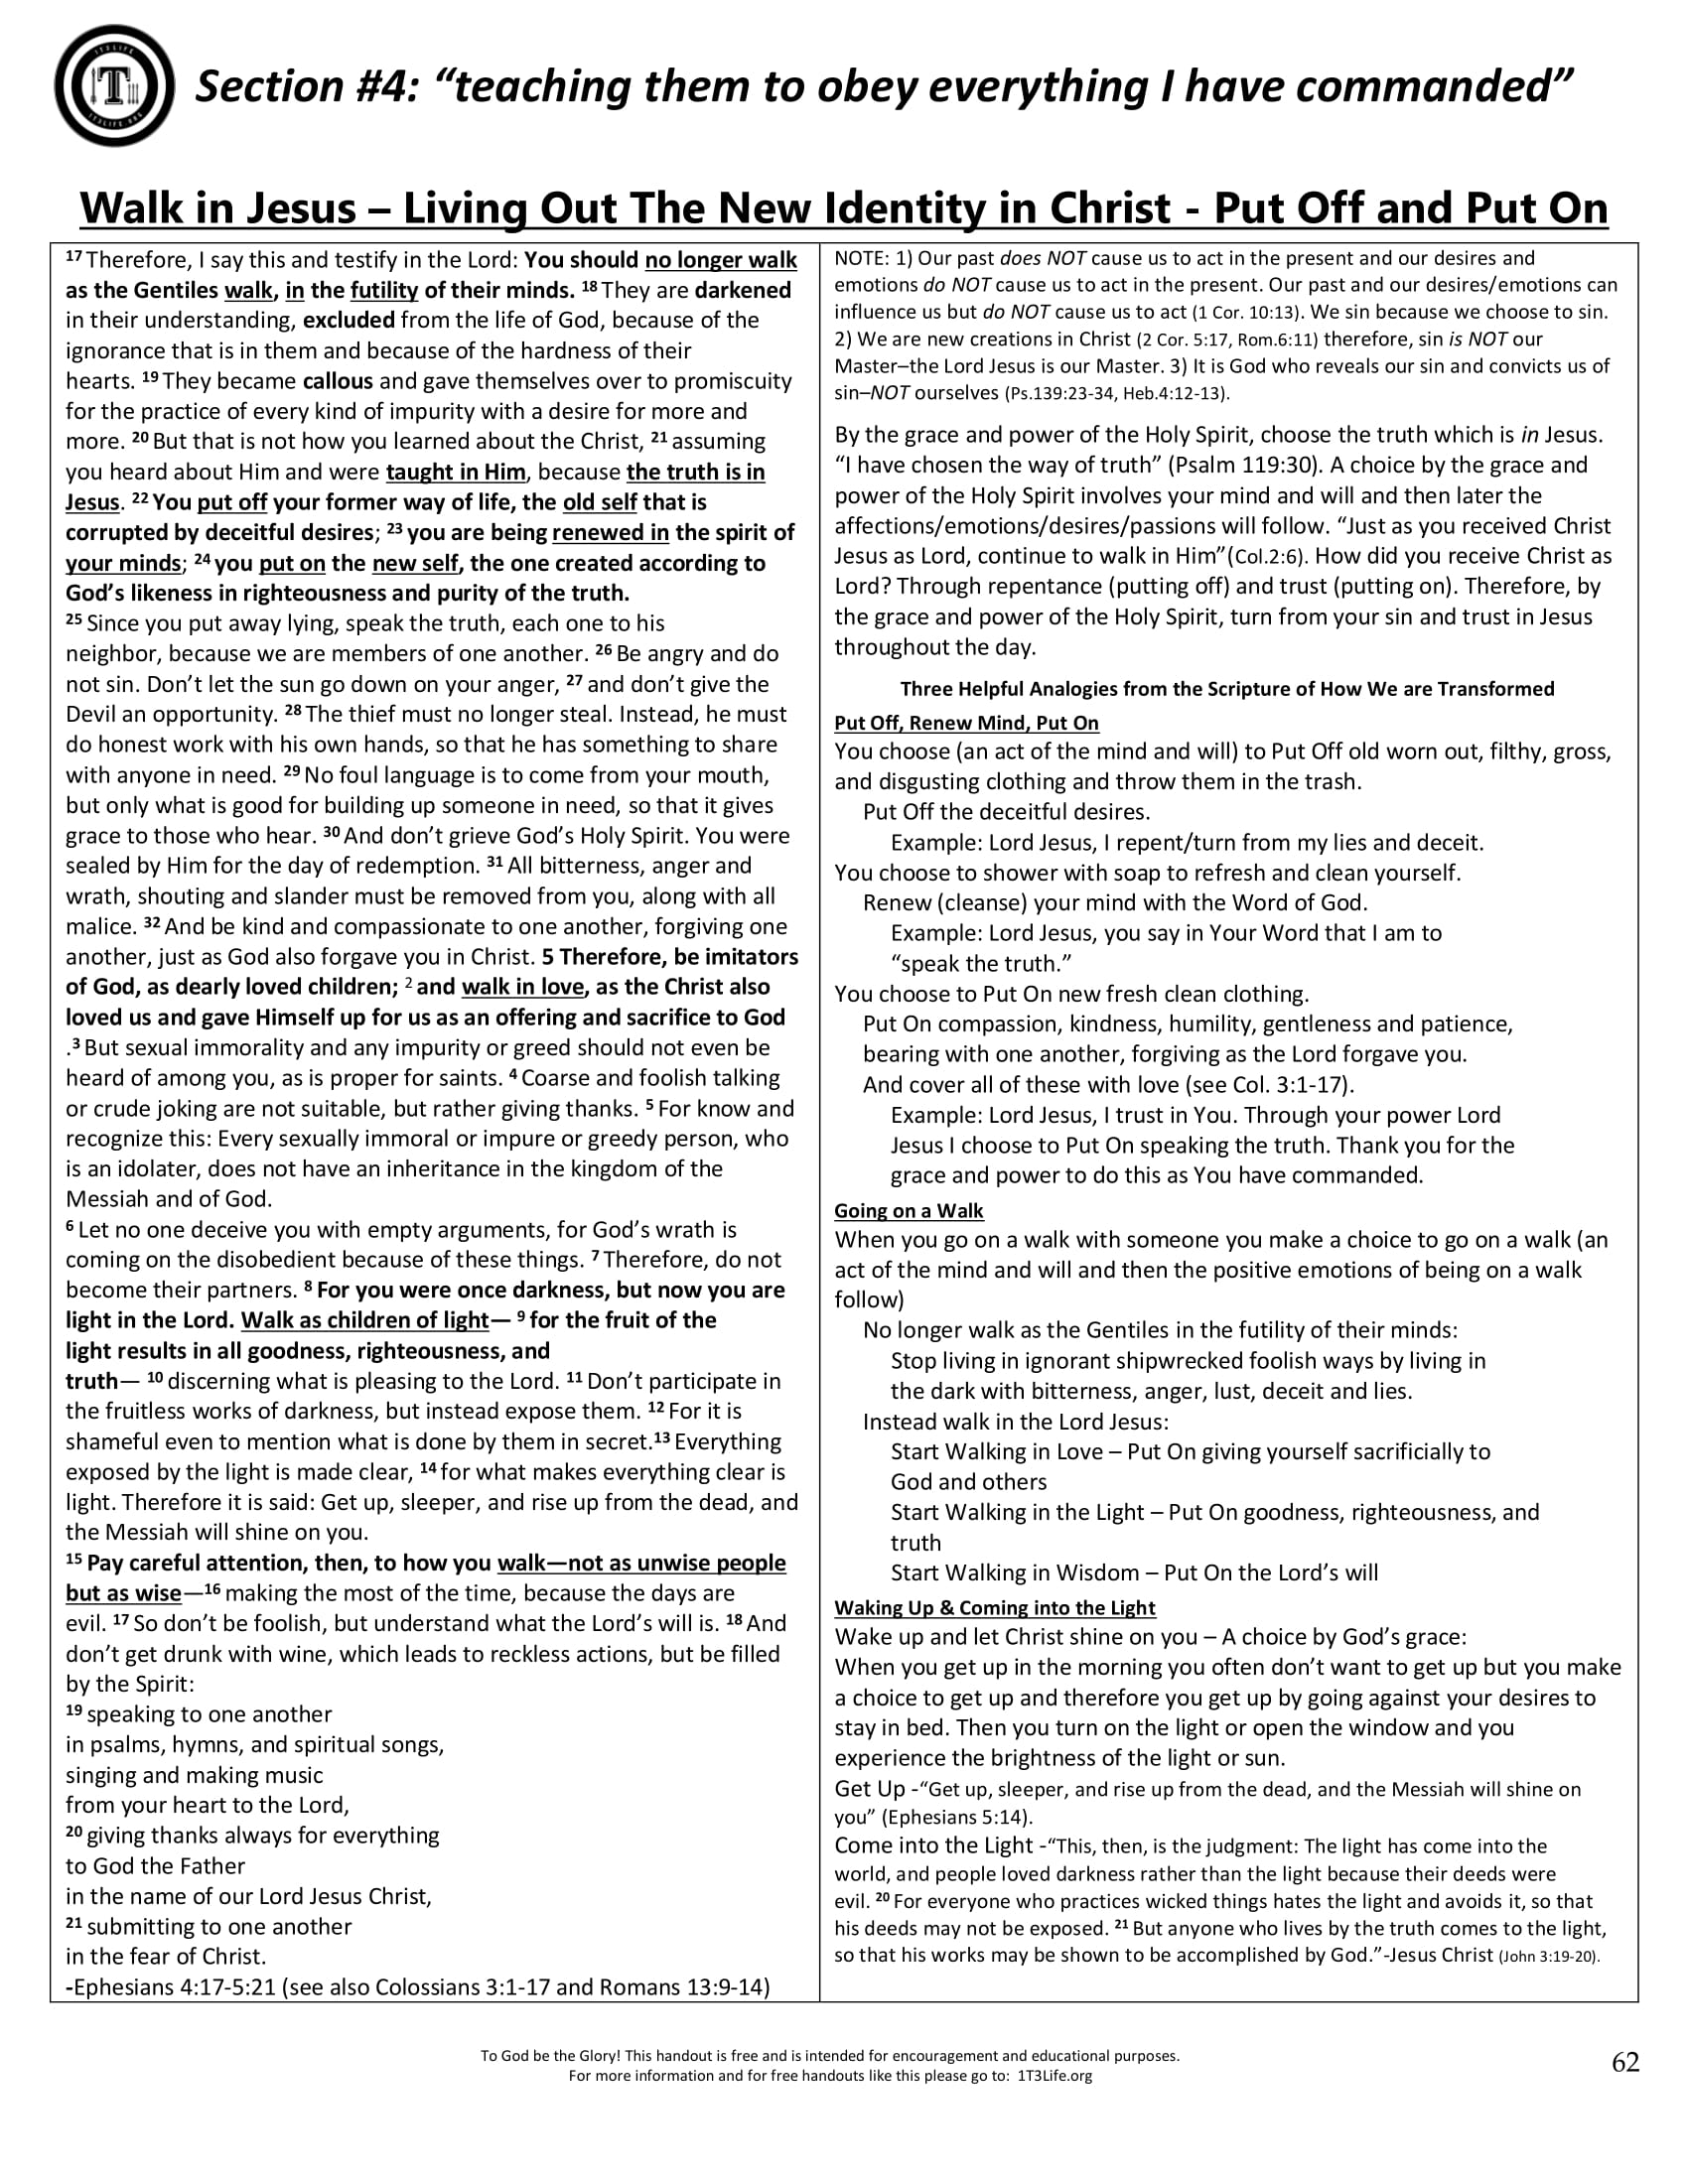 1T3LIFE
T
1T3LIFE.ORG
Section #4: “teaching them to obey everything I have commanded”
Walk in Jesus – Living Out The New Identity in Christ - Put Off and Put On
17 Therefore, I say this and testify in the Lord: You should no longer walk
as the Gentiles walk, in the futility of their minds. 18 They are darkened
in their understanding, excluded from the life of God, because of the
ignorance that is in them and because of the hardness of their
hearts. 19 They became callous and gave themselves over to promiscuity
for the practice of every kind of impurity with a desire for more and
more. 20 But that is not how you learned about the Christ, 21 assuming
you heard about Him and were taught in Him, because the truth is in
Jesus. 22 You put off your former way of life, the old self that is
corrupted by deceitful desires; 23 you are being renewed in the spirit of
your minds; 24 you put on the new self, the one created according to
God’s likeness in righteousness and purity of the truth.
25 Since you put away lying, speak the truth, each one to his
neighbor, because we are members of one another. 26 Be angry and do
not sin. Don’t let the sun go down on your anger, 27 and don’t give the
Devil an opportunity. 28 The thief must no longer steal. Instead, he must
do honest work with his own hands, so that he has something to share
with anyone in need. 29 No foul language is to come from your mouth,
but only what is good for building up someone in need, so that it gives
grace to those who hear. 30 And don’t grieve God’s Holy Spirit. You were
sealed by Him for the day of redemption. 31 All bitterness, anger and
wrath, shouting and slander must be removed from you, along with all
malice. 32 And be kind and compassionate to one another, forgiving one
another, just as God also forgave you in Christ. 5 Therefore, be imitators
of God, as dearly loved children; 2 and walk in love, as the Christ also
loved us and gave Himself up for us as an offering and sacrifice to God
.3 But sexual immorality and any impurity or greed should not even be
heard of among you, as is proper for saints. 4 Coarse and foolish talking
or crude joking are not suitable, but rather giving thanks. 5 For know and
recognize this: Every sexually immoral or impure or greedy person, who
is an idolater, does not have an inheritance in the kingdom of the
Messiah and of God.
6 Let no one deceive you with empty arguments, for God’s wrath is
coming on the disobedient because of these things. 7 Therefore, do not
become their partners. 8 For you were once darkness, but now you are
light in the Lord. Walk as children of light— 9 for the fruit of the
light results in all goodness, righteousness, and
truth— 10 discerning what is pleasing to the Lord. 11 Don’t participate in
the fruitless works of darkness, but instead expose them. 12 For it is
shameful even to mention what is done by them in secret.13 Everything
exposed by the light is made clear, 14 for what makes everything clear is
light. Therefore it is said: Get up, sleeper, and rise up from the dead, and
the Messiah will shine on you.
15 Pay careful attention, then, to how you walk—not as unwise people
but as wise—16 making the most of the time, because the days are
evil. 17 So don’t be foolish, but understand what the Lord’s will is. 18 And
don’t get drunk with wine, which leads to reckless actions, but be filled
by the Spirit:
19 speaking to one another
in psalms, hymns, and spiritual songs,
singing and making music
from your heart to the Lord,
20 giving thanks always for everything
to God the Father
in the name of our Lord Jesus Christ,
21 submitting to one another
in the fear of Christ.
-Ephesians 4:17-5:21 (see also Colossians 3:1-17 and Romans 13:9-14)
NOTE: 1) Our past does NOT cause us to act in the present and our desires and
emotions do NOT cause us to act in the present. Our past and our desires/emotions can
influence us but do NOT cause us to act (1 Cor. 10:13). We sin because we choose to sin.
2) We are new creations in Christ (2 Cor. 5:17, Rom.6:11) therefore, sin is NOT our
Master–the Lord Jesus is our Master. 3) It is God who reveals our sin and convicts us of
sin–NOT ourselves (Ps.139:23-34, Heb.4:12-13).
By the grace and power of the Holy Spirit, choose the truth which is in Jesus.
“I have chosen the way of truth” (Psalm 119:30). A choice by the grace and
power of the Holy Spirit involves your mind and will and then later the
affections/emotions/desires/passions will follow. “Just as you received Christ
Jesus as Lord, continue to walk in Him”(Col.2:6). How did you receive Christ as
Lord? Through repentance (putting off) and trust (putting on). Therefore, by
the grace and power of the Holy Spirit, turn from your sin and trust in Jesus
throughout the day.
Three Helpful Analogies from the Scripture of How We are Transformed
Put Off, Renew Mind, Put On
You choose (an act of the mind and will) to Put Off old worn out, filthy, gross,
and disgusting clothing and throw them in the trash.
Put Off the deceitful desires.
Example: Lord Jesus, I repent/turn from my lies and deceit.
You choose to shower with soap to refresh and clean yourself.
Renew (cleanse) your mind with the Word of God.
Example: Lord Jesus, you say in Your Word that I am to
“speak the truth.”
You choose to Put On new fresh clean clothing.
Put On compassion, kindness, humility, gentleness and patience,
bearing with one another, forgiving as the Lord forgave you.
And cover all of these with love (see Col. 3:1-17).
Example: Lord Jesus, I trust in You. Through your power Lord
Jesus I choose to Put On speaking the truth. Thank you for the
grace and power to do this as You have commanded.
Going on a Walk
When you go on a walk with someone you make a choice to go on a walk (an
act of the mind and will and then the positive emotions of being on a walk
follow)
No longer walk as the Gentiles in the futility of their minds:
Stop living in ignorant shipwrecked foolish ways by living in
the dark with bitterness, anger, lust, deceit and lies.
Instead walk in the Lord Jesus:
Start Walking in Love – Put On giving yourself sacrificially to
God and others
Start Walking in the Light – Put On goodness, righteousness, and
truth
Start Walking in Wisdom – Put On the Lord’s will
Waking Up & Coming into the Light
Wake up and let Christ shine on you – A choice by God’s grace:
When you get up in the morning you often don’t want to get up but you make
a choice to get up and therefore you get up by going against your desires to
stay in bed. Then you turn on the light or open the window and you
experience the brightness of the light or sun.
Get Up -“Get up, sleeper, and rise up from the dead, and the Messiah will shine on
you” (Ephesians 5:14).
Come into the Light -“This, then, is the judgment: The light has come into the
world, and people loved darkness rather than the light because their deeds were
evil. 20 For everyone who practices wicked things hates the light and avoids it, so that
his deeds may not be exposed. 21 But anyone who lives by the truth comes to the light,
so that his works may be shown to be accomplished by God.”-Jesus Christ (John 3:19-20).
To God be the Glory! This handout is free and is intended for encouragement and educational purposes.
For more information and for free handouts like this please go to: 1T3Life.org
62